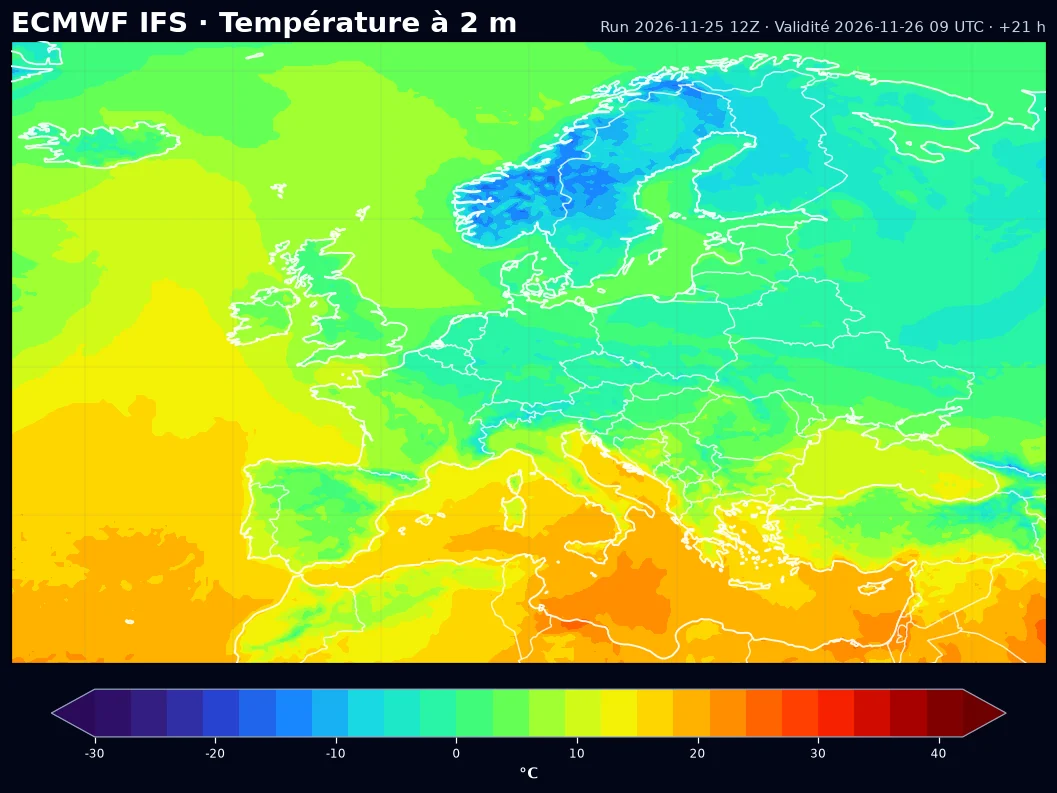 ECMWF IFS · Température à 2 m
Run 2026-11-25 12Z · Validité 2026-11-26 09 UTC · +21 h
-30 -20 -10 0 10 20 30 40
°C